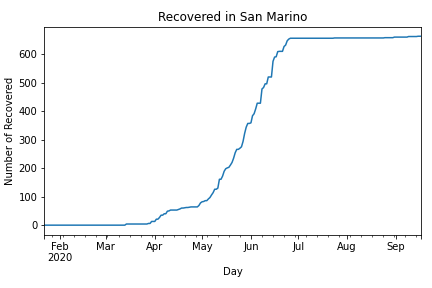 Recovered in San Marino
Number of Recovered
600
500
400
300
200
100
0
Feb Mar Apr May Jun Jul Aug Sep
2020
Day